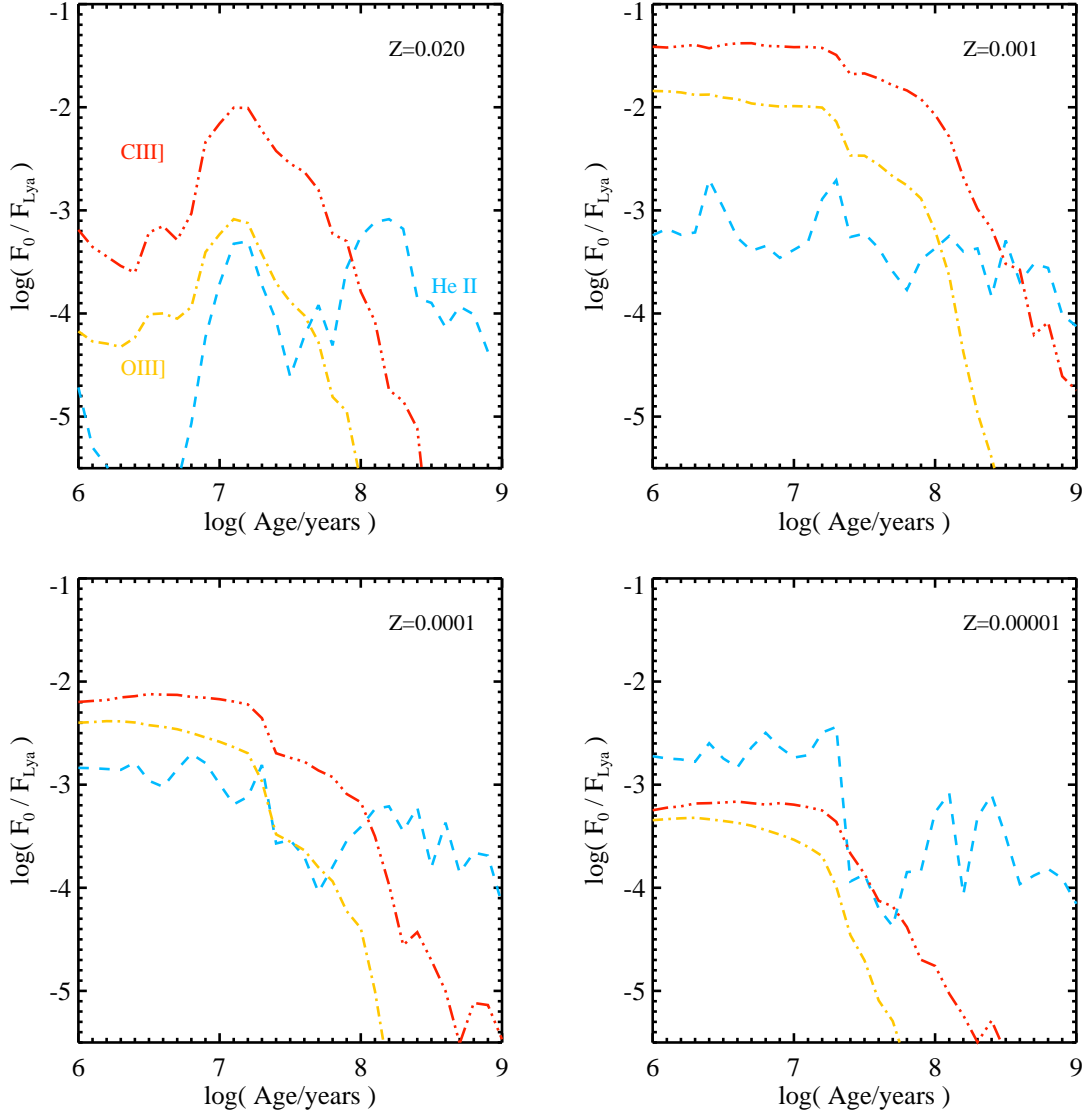 -1
-2
-3
-4
-5
log( F0 / FLya )
Z=0.020
CIII]
He II
OIII]
6
7
8
9
log( Age/years )
-1
-2
-3
-4
-5
log( F0 / FLya )
Z=0.001
6
7
8
9
log( Age/years )
-1
-2
-3
-4
-5
log( F0 / FLya )
Z=0.0001
6
7
8
9
log( Age/years )
-1
-2
-3
-4
-5
log( F0 / FLya )
Z=0.00001
6
7
8
9
log( Age/years )